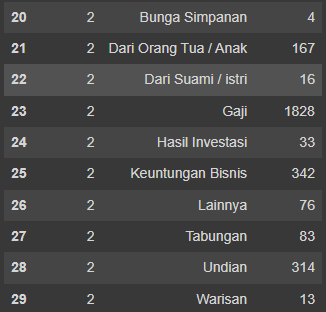 20 2 Bunga Simpanan 4
21 2 Dari Orang Tua / Anak 167
22 2 Dari Suami / istri 16
23 2 Gaji 1828
24 2 Hasil Investasi 33
25 2 Keuntungan Bisnis 342
26 2 Lainnya 76
27 2 Tabungan 83
28 2 Undian 314
29 2 Warisan 13